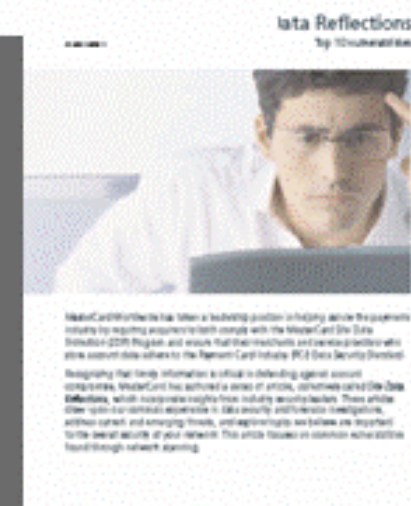 ata Reflections
Top 10 vulnerabilities
MasterCard Worldwide has taken a leadership position in helping secure the payments
industry by requiring acquirers to both comply with the MasterCard Site Data
Protection (SDP) Program and ensure that their merchants and service providers who
store account data adhere to the Payment Card Industry (PCI) Data Security Standard.
Recognizing that timely information is critical in defending against account
compromise, MasterCard has authored a series of articles, collectively called Site Data
Reflections, which incorporate insights from industry security leaders. These articles
draw upon our common experience in data security and forensic investigations,
address current and emerging threats, and explore topics we believe are important
to the overall security of your network. This article focuses on common vulnerabilities
found through network scanning.